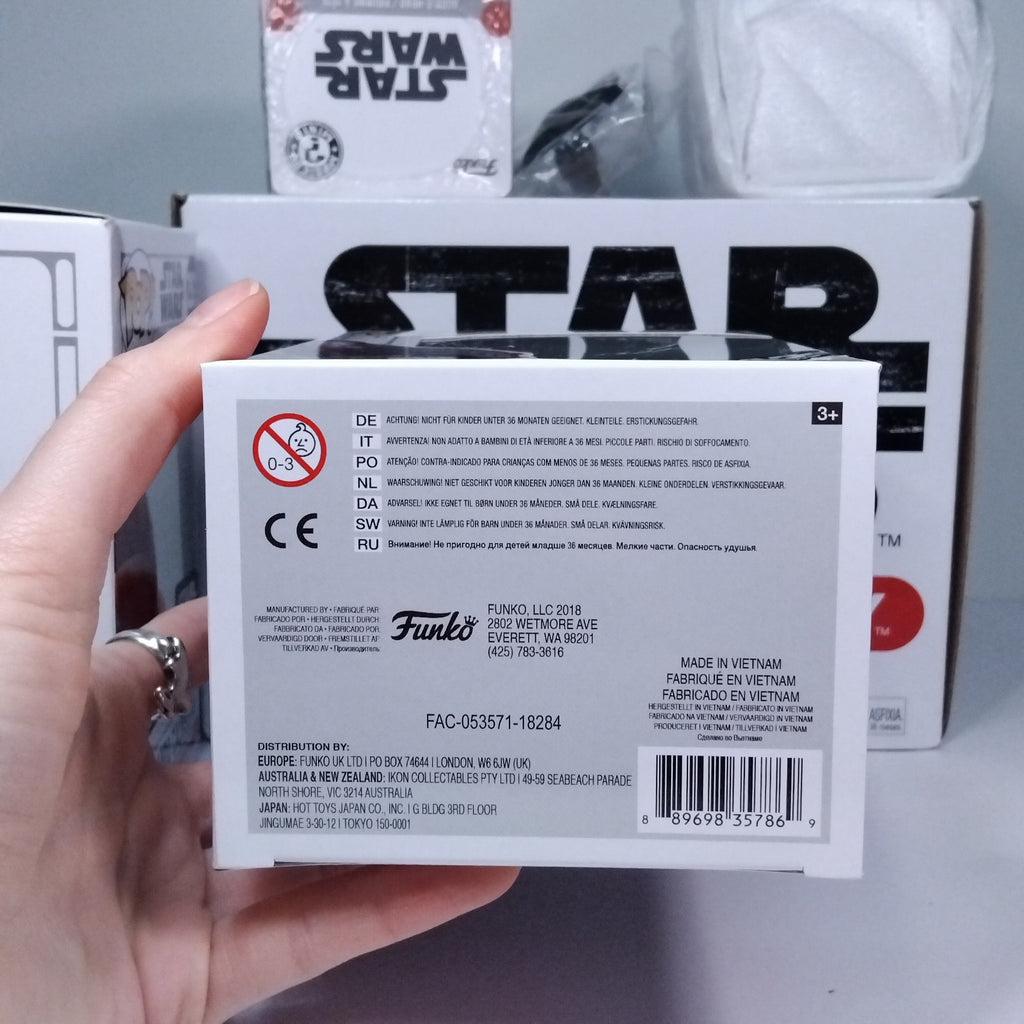 STAR
WARS
Funko
STAR
WARS
STAR
TM
TM
ASFIXIA
3+
0-3
DE ACHTUNG! NICHT FÜR KINDER UNTER 36 MONATEN GEEIGNET. KLEINTEILE. ERSTICKUNGSGEFAHR.
IT AVVERTENZA! NON ADATTO A BAMBINI DI ETÀ INFERIORE A 36 MESI. PICCOLE PARTI. RISCHIO DI SOFFOCAMENTO.
PO ATENÇÃO! CONTRA-INDICADO PARA CRIANÇAS COM MENOS DE 36 MESES. PEQUENAS PARTES. RISCO DE ASFIXIA.
NL WAARSCHUWING! NIET GESCHIKT VOOR KINDEREN JONGER DAN 36 MAANDEN. KLEINE ONDERDELEN. VERSTIKKINGSGEVAAR.
DA ADVARSEL! IKKE EGNET TIL BØRN UNDER 36 MÅNEDER. SMÅ DELE. KVÆLNINGSFARE.
SW VARNING! INTE LÄMPLIG FÖR BARN UNDER 36 MÅNADER. SMÅ DELAR. KVÄVNINGSRISK.
RU Внимание! Не пригодно для детей младше 36 месяцев. Мелкие части. Опасность удушья.
CE
MANUFACTURED BY • FABRIQUÉ PAR
FABRICADO POR • HERGESTELLT DURCH:
FABBRICATO DA • FABRICADO POR
VERVAARDIGD DOOR • FREMSTILLET AF
TILLVERKAD AV • Производитель:
Funko
FUNKO, LLC 2018
2802 WETMORE AVE
EVERETT, WA 98201
(425) 783-3616
MADE IN VIETNAM
FABRIQUÉ EN VIETNAM
FABRICADO EN VIETNAM
HERGESTELLT IN VIETNAM / FABBRICATO IN VIETNAM
FABRICADO NA VIETNAM / VERVAARDIGD IN VIETNAM
PRODUCERET I VIETNAM / TILLVERKAD I VIETNAM
Сделано во Вьетнаме
FAC-053571-18284
DISTRIBUTION BY:
EUROPE: FUNKO UK LTD | PO BOX 74644 | LONDON, W6 6JW (UK)
AUSTRALIA & NEW ZEALAND: IKON COLLECTABLES PTY LTD | 49-59 SEABEACH PARADE
NORTH SHORE, VIC 3214 AUSTRALIA
JAPAN: HOT TOYS JAPAN CO., INC. | G BLDG 3RD FLOOR
JINGUMAE 3-30-12 | TOKYO 150-0001
8 89698 35786 9